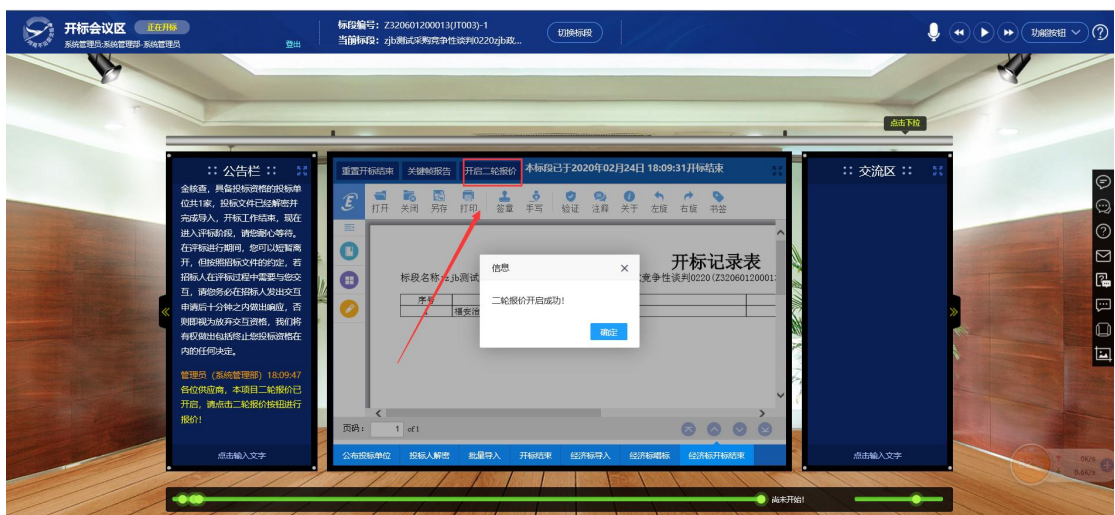 开标会议区 正在开标
系统管理员:系统管理部-系统管理员 登出
标段编号: Z320601200013(JT003)-1
当前标段: zjb测试采购竞争性谈判0220zjb政...
切换标段
功能按钮
点击下拉
:: 公告栏 ::
金核查，具备投标资格的投标单
位共1家，投标文件已经解密并
完成导入，开标工作结束，现在
进入评标阶段，请您耐心等待。
在评标进行期间，您可以短暂离
开，但按照招标文件的约定，若
招标人在评标过程中需要与您交
互，请您务必在招标人发出交互
申请后十分钟之内做出响应，否
则即视为放弃交互资格，我们将
有权做出包括终止您投标资格在
内的任何决定。
管理员（系统管理部）18:09:47
各位供应商，本项目二轮报价已
开启，请点击二轮报价按钮进行
报价!
点击输入文字
重置开标结束 关键帧报告 开启二轮报价 本标段已于2020年02月24日 18:09:31开标结束
打开 关闭 另存 打印 签章 手写 验证 注释 关于 左旋 右旋 书签
开标记录表
标段名称:zjb测试 竞争性谈判0220(Z32060120001
序号
1 福安治
信息
二轮报价开启成功!
确定
页码: 1 of1
公布投标单位 投标人解密 批量导入 开标结束 经济标导入 经济标唱标 经济标开标结束
:: 交流区 ::
点击输入文字
尚未开始!
0K/s
9.6K/s